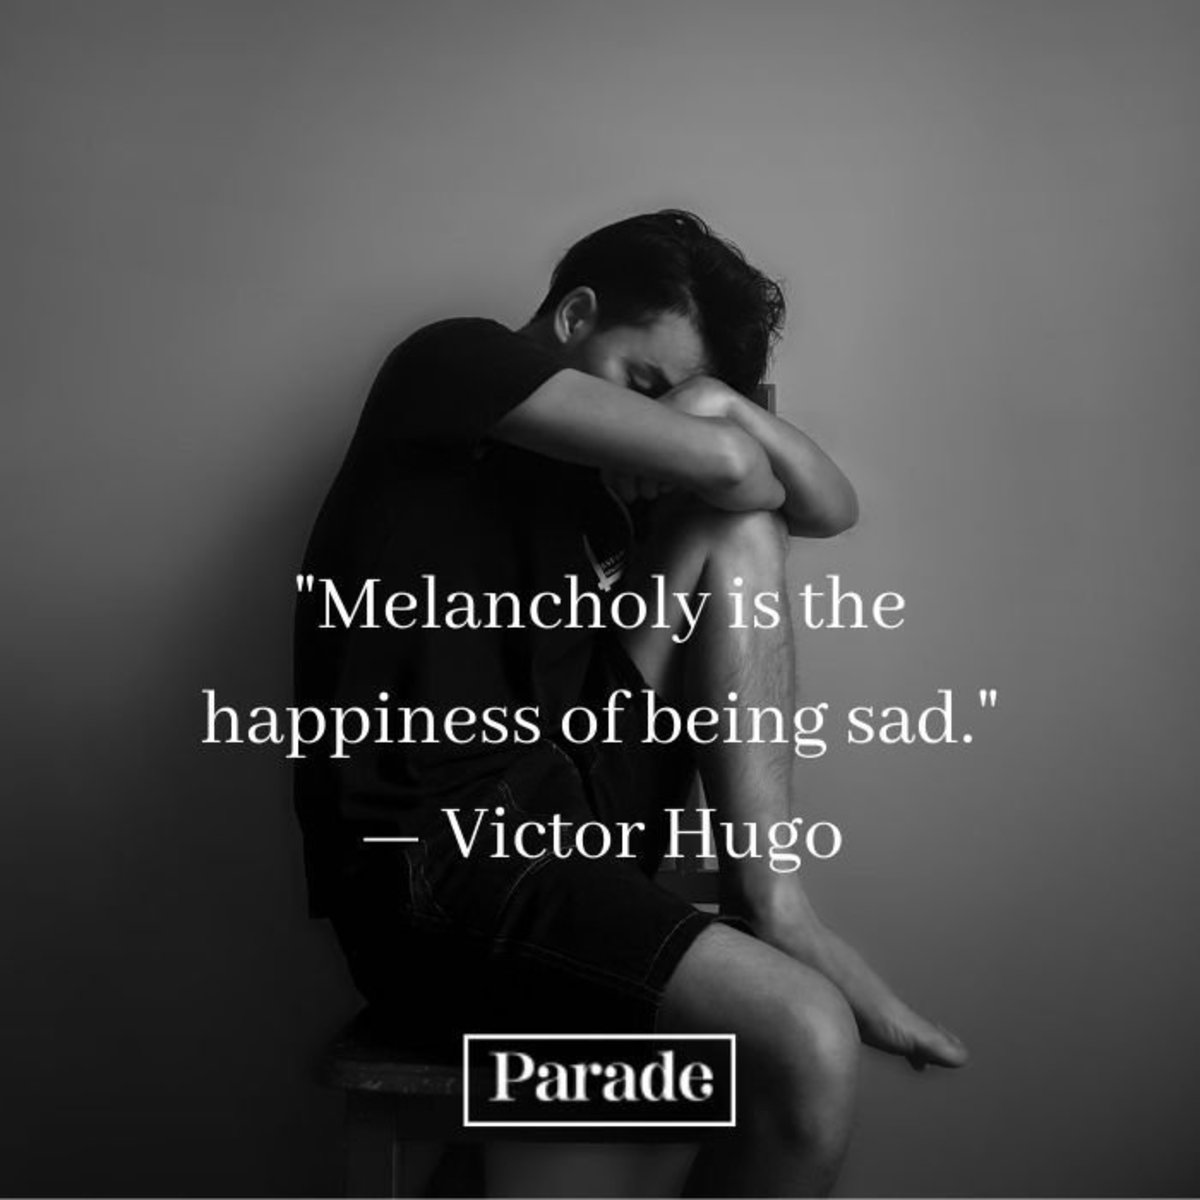 "Melancholy is the
happiness of being sad."
— Victor Hugo
Parade